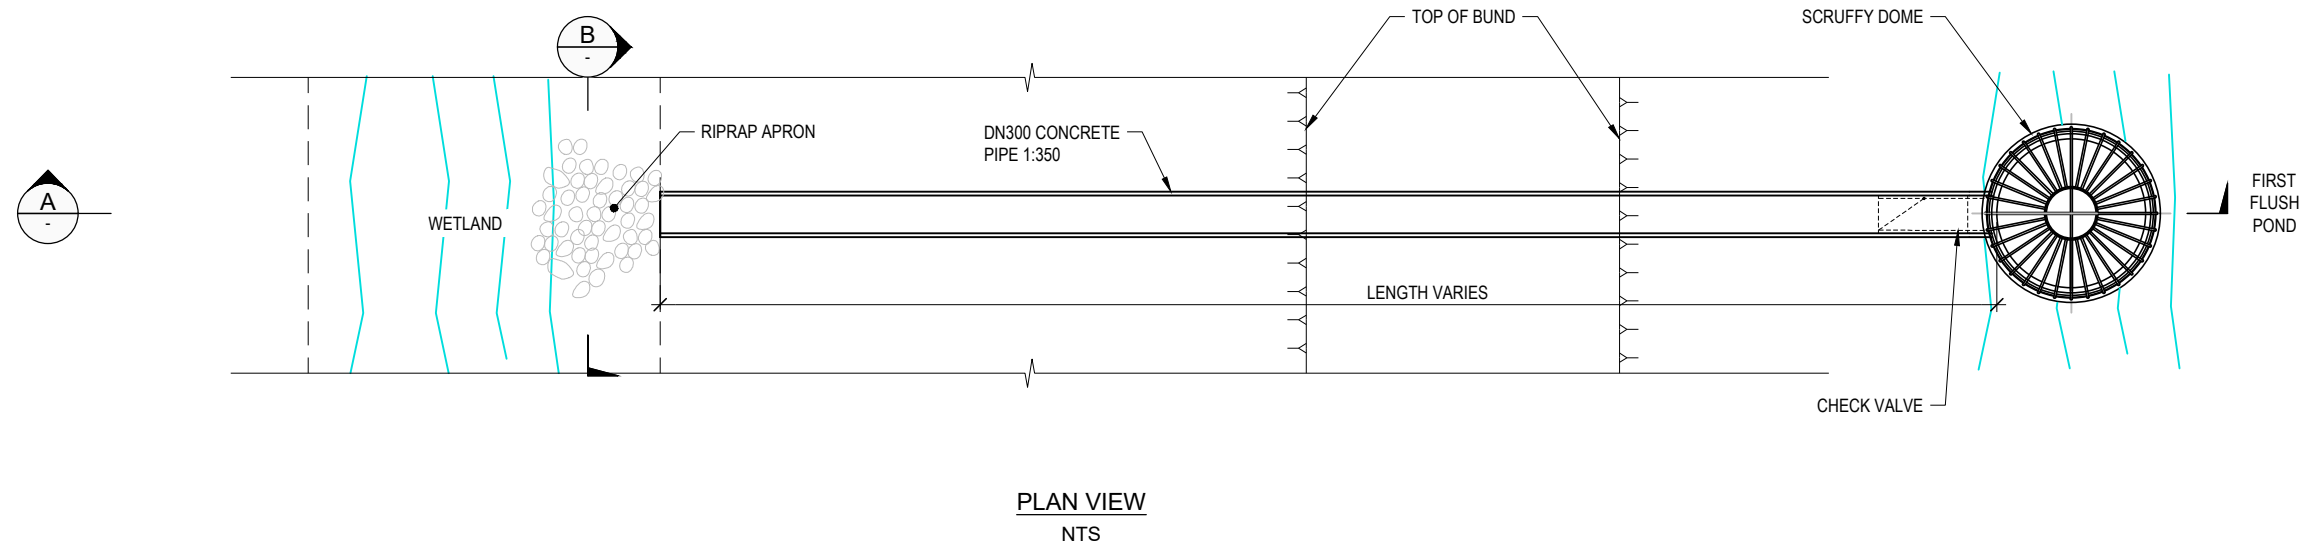 TOP OF BUND
SCRUFFY DOME
B
-
RIPRAP APRON
DN300 CONCRETE
PIPE 1:350
A
-
WETLAND
FIRST
FLUSH
POND
LENGTH VARIES
CHECK VALVE
PLAN VIEW
NTS